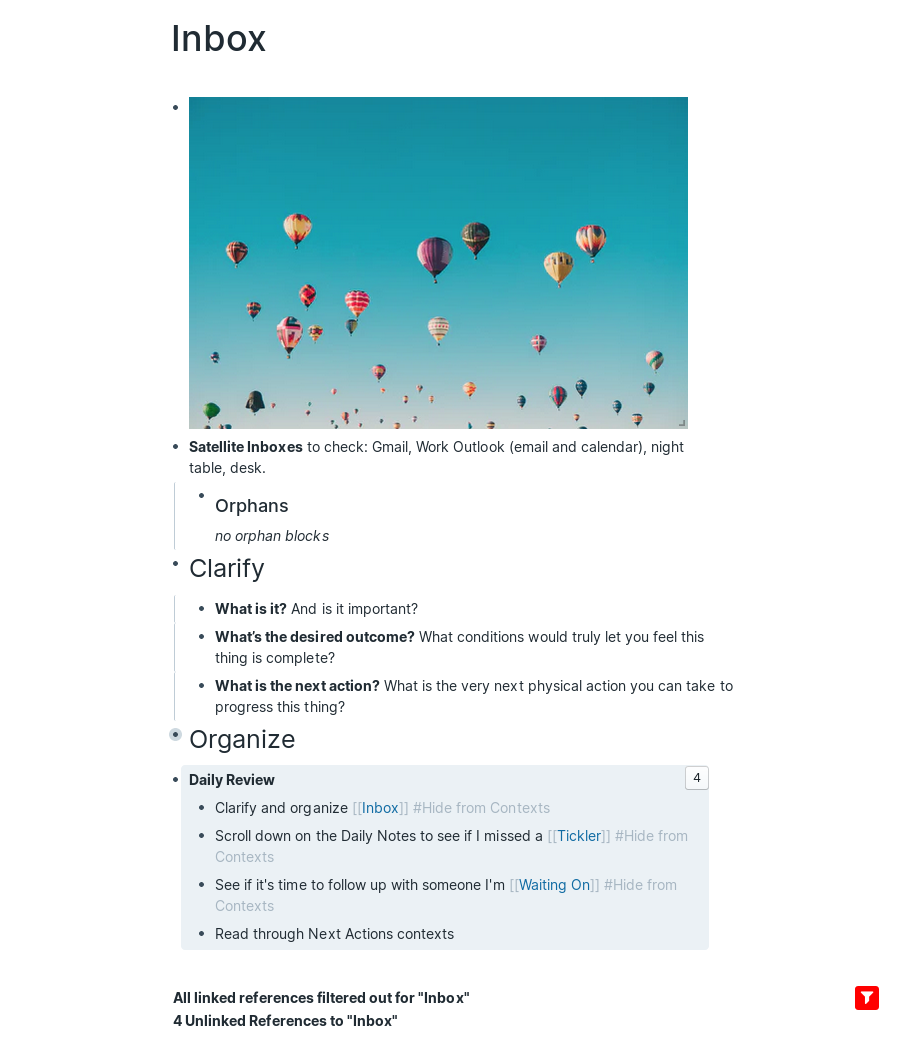 Inbox
Satellite Inboxes to check: Gmail, Work Outlook (email and calendar), night
table, desk.
Orphans
no orphan blocks
Clarify
What is it? And is it important?
What's the desired outcome? What conditions would truly let you feel this
thing is complete?
What is the next action? What is the very next physical action you can take to
progress this thing?
Organize
Daily Review
4
Clarify and organize [[Inbox]] #Hide from Contexts
Scroll down on the Daily Notes to see if I missed a [[Tickler]] #Hide from
Contexts
See if it's time to follow up with someone I'm [[Waiting On]] #Hide from
Contexts
Read through Next Actions contexts
All linked references filtered out for "Inbox"
4 Unlinked References to "Inbox"